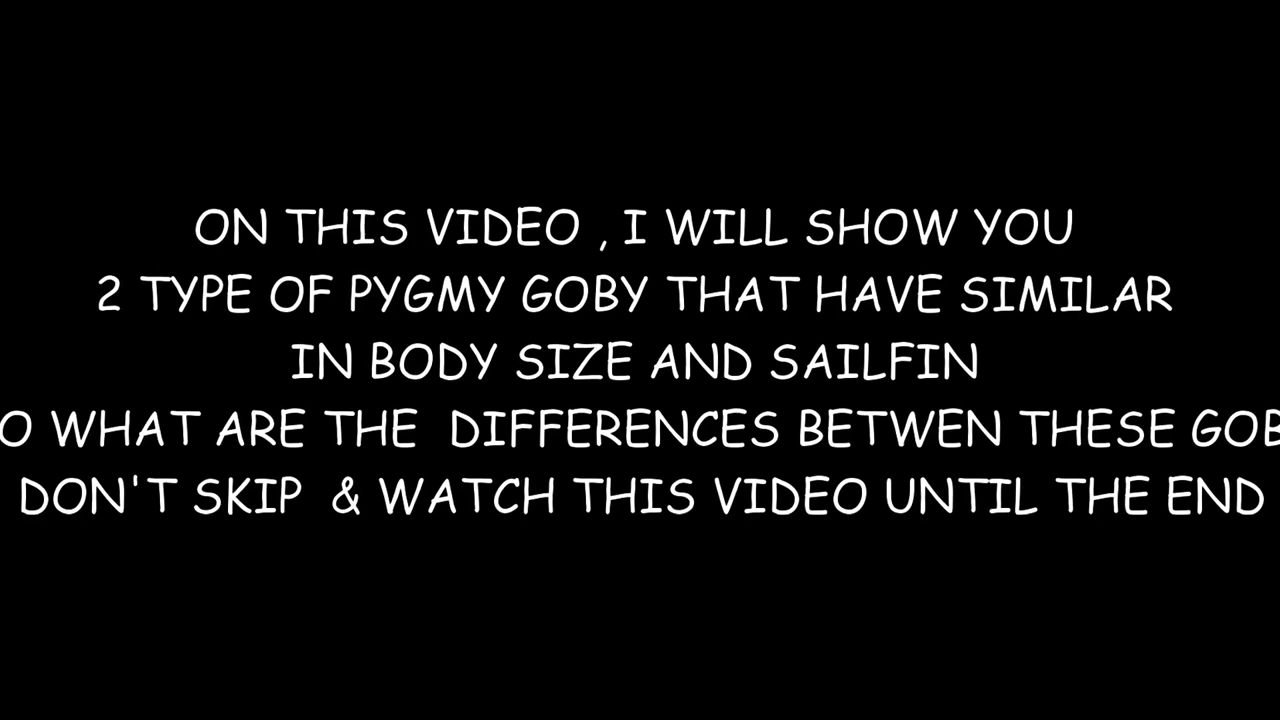 ON THIS VIDEO , I WILL SHOW YOU
2 TYPE OF PYGMY GOBY THAT HAVE SIMILAR
IN BODY SIZE AND SAILFIN
O WHAT ARE THE DIFFERENCES BETWEN THESE GOB
DON'T SKIP & WATCH THIS VIDEO UNTIL THE END